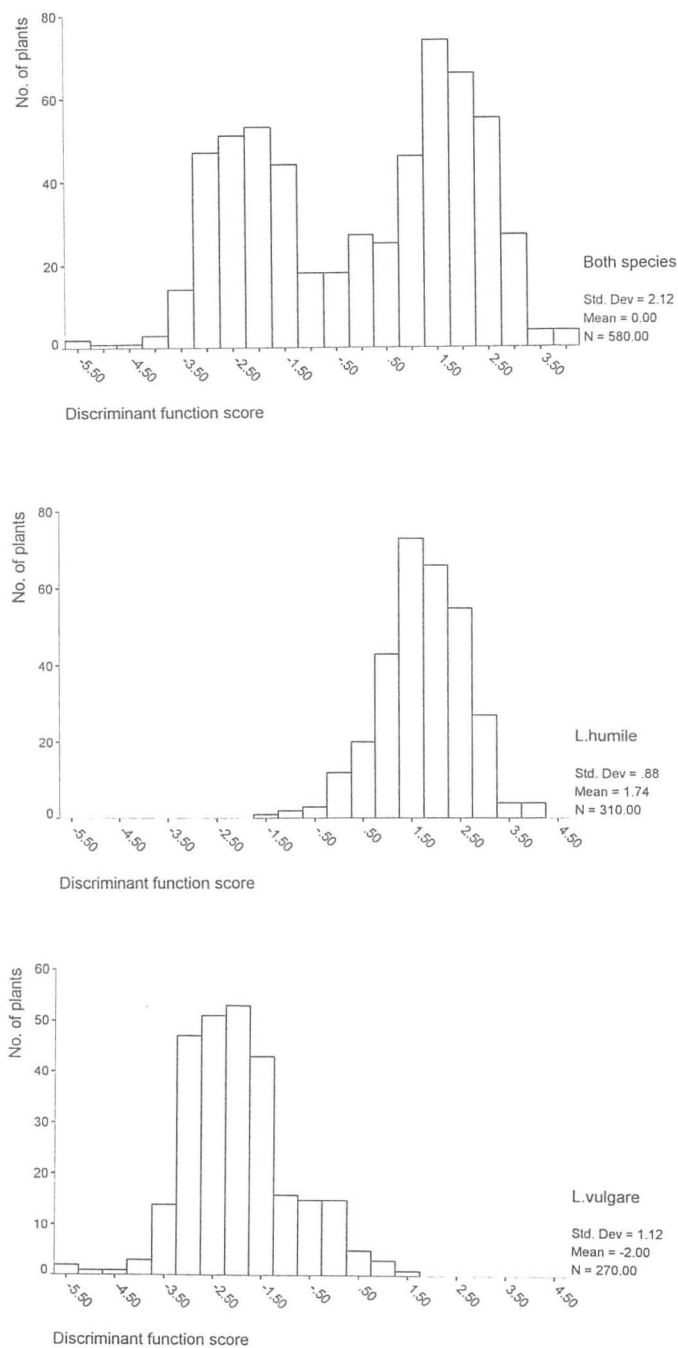 No. of plants
80
60
40
20
0
-5.50
-4.50
-3.50
-2.50
-1.50
-.50
.50
1.50
2.50
3.50
Discriminant function score
Both species
Std. Dev = 2.12
Mean = 0.00
N = 580.00
No. of plants
80
60
40
20
0
-5.50
-4.50
-3.50
-2.50
-1.50
-.50
.50
1.50
2.50
3.50
4.50
Discriminant function score
L.humile
Std. Dev = .88
Mean = 1.74
N = 310.00
No. of plants
60
50
40
30
20
10
0
-5.50
-4.50
-3.50
-2.50
-1.50
-.50
.50
1.50
2.50
3.50
4.50
Discriminant function score
L.vulgare
Std. Dev = 1.12
Mean = -2.00
N = 270.00